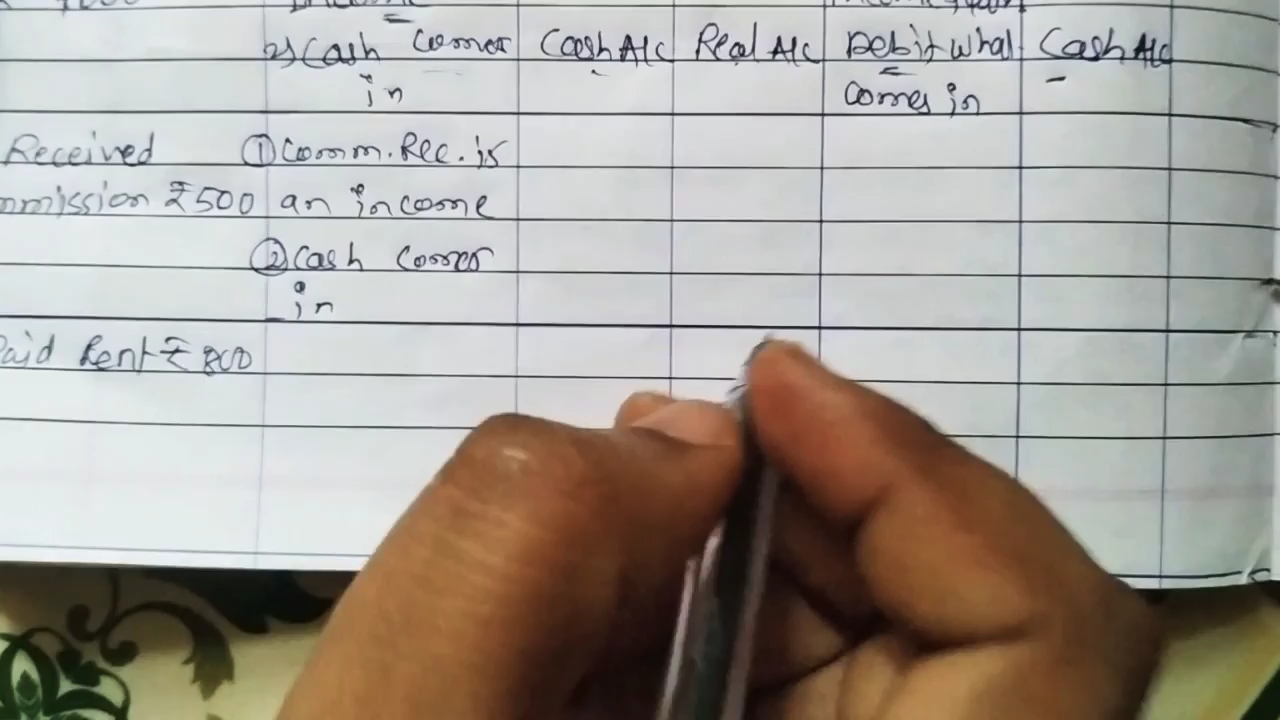 2) Cash comes Cash A/c Real A/c Debit what Cash A/c
in comes in
Received ① Comm. Rec. is
mmission ₹500 an income
② Cash comes
in
Paid Rent ₹ 800